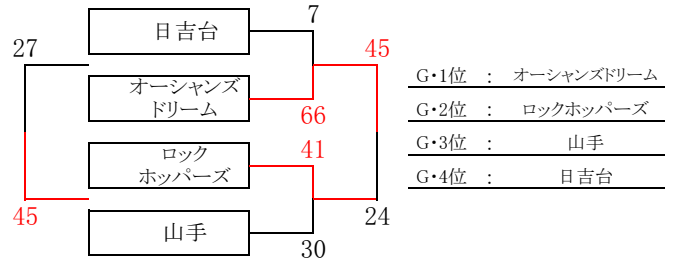 7
日吉台
27
45
オーシャンズ
ドリーム
66
41
ロック
ホッパーズ
45
24
山手
30
G・1位 : オーシャンズドリーム
G・2位 : ロックホッパーズ
G・3位 : 山手
G・4位 : 日吉台